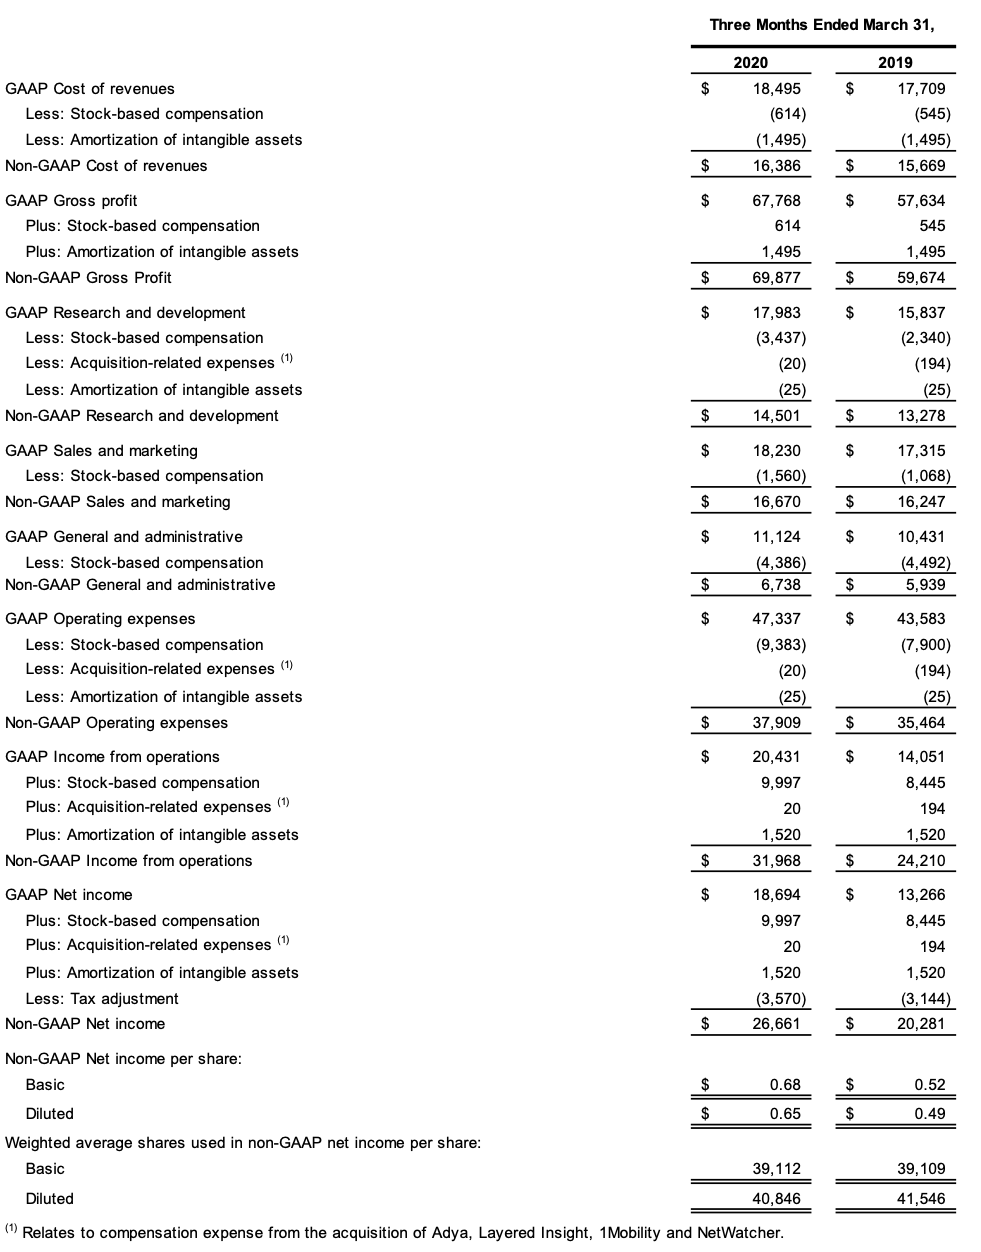 Three Months Ended March 31,
2020 2019
GAAP Cost of revenues $ 18,495 $ 17,709
Less: Stock-based compensation (614) (545)
Less: Amortization of intangible assets (1,495) (1,495)
Non-GAAP Cost of revenues $ 16,386 $ 15,669
GAAP Gross profit $ 67,768 $ 57,634
Plus: Stock-based compensation 614 545
Plus: Amortization of intangible assets 1,495 1,495
Non-GAAP Gross Profit $ 69,877 $ 59,674
GAAP Research and development $ 17,983 $ 15,837
Less: Stock-based compensation (3,437) (2,340)
Less: Acquisition-related expenses (1) (20) (194)
Less: Amortization of intangible assets (25) (25)
Non-GAAP Research and development $ 14,501 $ 13,278
GAAP Sales and marketing $ 18,230 $ 17,315
Less: Stock-based compensation (1,560) (1,068)
Non-GAAP Sales and marketing $ 16,670 $ 16,247
GAAP General and administrative $ 11,124 $ 10,431
Less: Stock-based compensation (4,386) (4,492)
Non-GAAP General and administrative $ 6,738 $ 5,939
GAAP Operating expenses $ 47,337 $ 43,583
Less: Stock-based compensation (9,383) (7,900)
Less: Acquisition-related expenses (1) (20) (194)
Less: Amortization of intangible assets (25) (25)
Non-GAAP Operating expenses $ 37,909 $ 35,464
GAAP Income from operations $ 20,431 $ 14,051
Plus: Stock-based compensation 9,997 8,445
Plus: Acquisition-related expenses (1) 20 194
Plus: Amortization of intangible assets 1,520 1,520
Non-GAAP Income from operations $ 31,968 $ 24,210
GAAP Net income $ 18,694 $ 13,266
Plus: Stock-based compensation 9,997 8,445
Plus: Acquisition-related expenses (1) 20 194
Plus: Amortization of intangible assets 1,520 1,520
Less: Tax adjustment (3,570) (3,144)
Non-GAAP Net income $ 26,661 $ 20,281
Non-GAAP Net income per share:
Basic $ 0.68 $ 0.52
Diluted $ 0.65 $ 0.49
Weighted average shares used in non-GAAP net income per share:
Basic 39,112 39,109
Diluted 40,846 41,546
(1) Relates to compensation expense from the acquisition of Adya, Layered Insight, 1Mobility and NetWatcher.